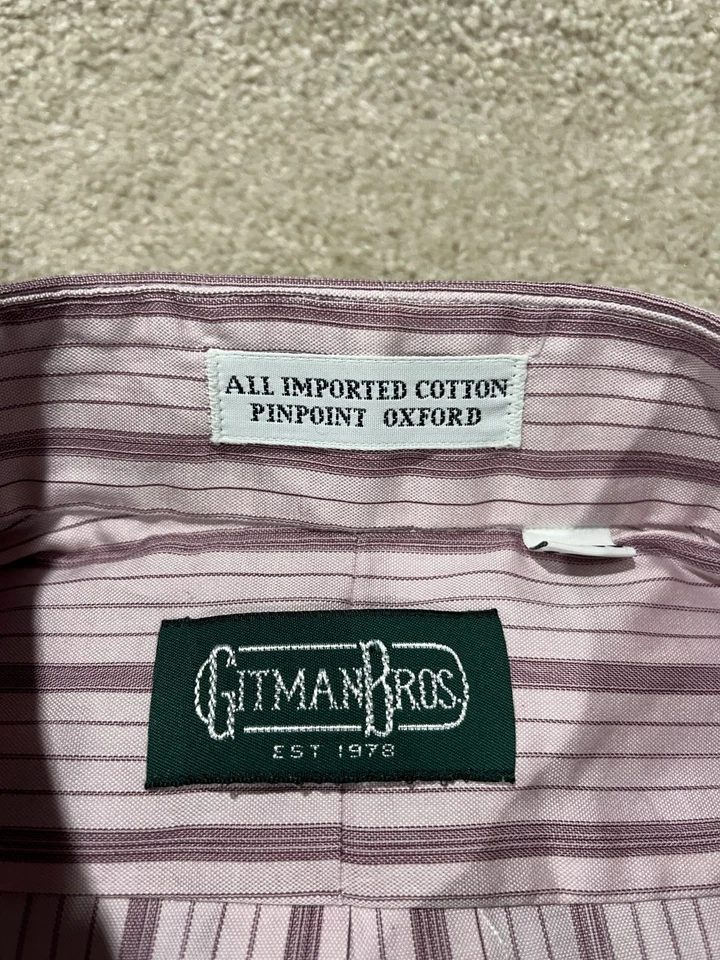 ALL IMPORTED COTTON
PINPOINT OXFORD
GITMAN BROS.
EST 1978